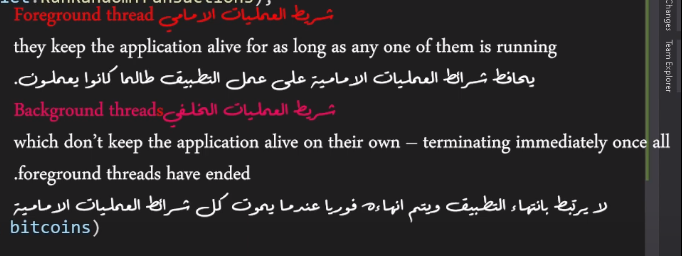 Foreground thread شريط العمليات الامامي
they keep the application alive for as long as any one of them is running
يحافظ شرائط العمليات الامامية على عمل التطبيق طالما كانوا يعملون.
Background threads شريط العمليات الخلفي
which don’t keep the application alive on their own – terminating immediately once all
.foreground threads have ended
لا يرتبط بانتهاء التطبيق ويتم انهاءه فوريا عندما يموت كل شرائط العمليات الامامية
bitcoins)
Changes
Team Explorer